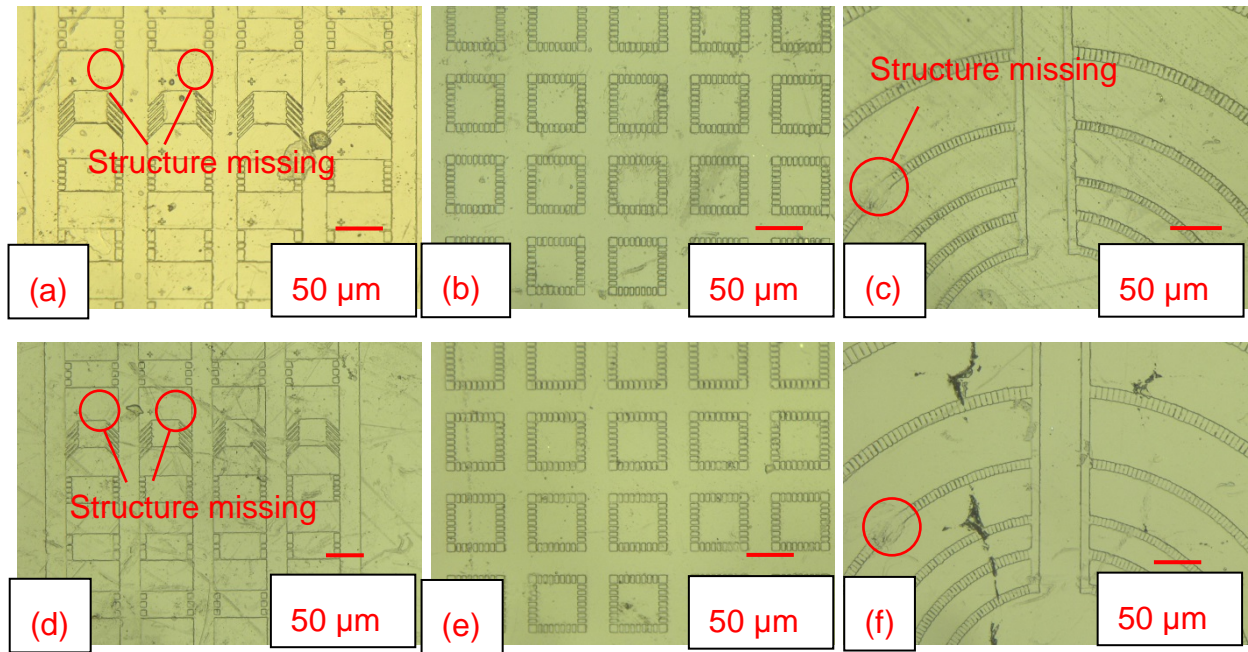 Structure missing
(a)
50 µm
(b)
50 µm
Structure missing
(c)
50 µm
Structure missing
(d)
50 µm
(e)
50 µm
(f)
50 µm